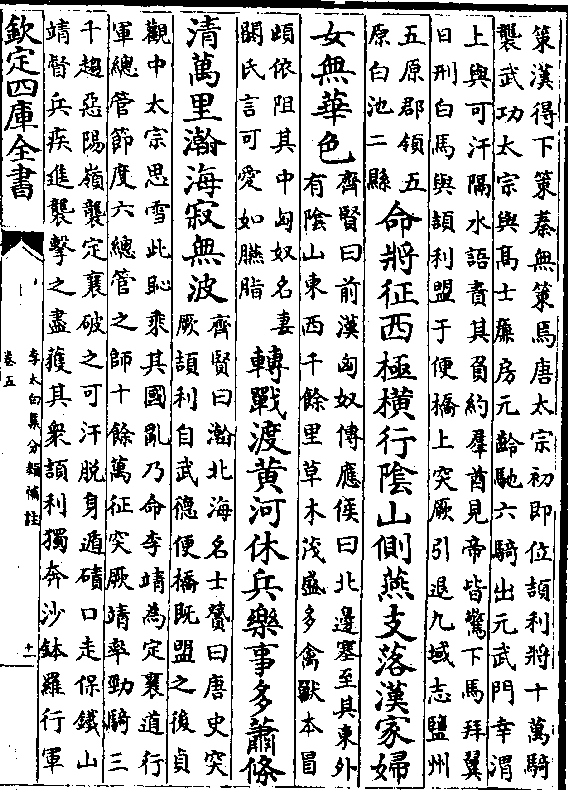 策漢得下策秦無策焉唐太宗初即位頡利將十萬騎
襲武功太宗與髙士廉房元齡馳六騎出元武門幸渭
上與可汗隔水語責其負約羣酋見帝皆驚下馬拜翼
日刑白馬與頡利盟于便橋上突厥引退九域志鹽州
五原郡領五
原白池二縣
命將征西極橫行隂山側燕支落漢家婦
女無華色
齊賢曰前漢匈奴傳應侯曰北邊塞至其東外
有隂山東西千餘里草木茂盛多禽獸本冒
頓依阻其中匈奴名妻
閼氏言可愛如臙脂
轉戰渡黄河休兵樂事多蕭條
清萬里瀚海寂無波
齊賢曰瀚北海名士贇曰唐史突
厥頡利自武德便橋既盟之後貞
觀中太宗思雪此恥乘其國亂乃命李靖為定襄道行
軍總管節度六總管之師十餘萬征突厥靖率勁騎三
千趨惡陽嶺襲定襄破之可汗脫身遁磧口走保鐵山
靖督兵疾進襲擊之盡獲其衆頡利獨奔沙鉢羅行軍
欽定四庫全書
李太白集分類補註
卷五
十